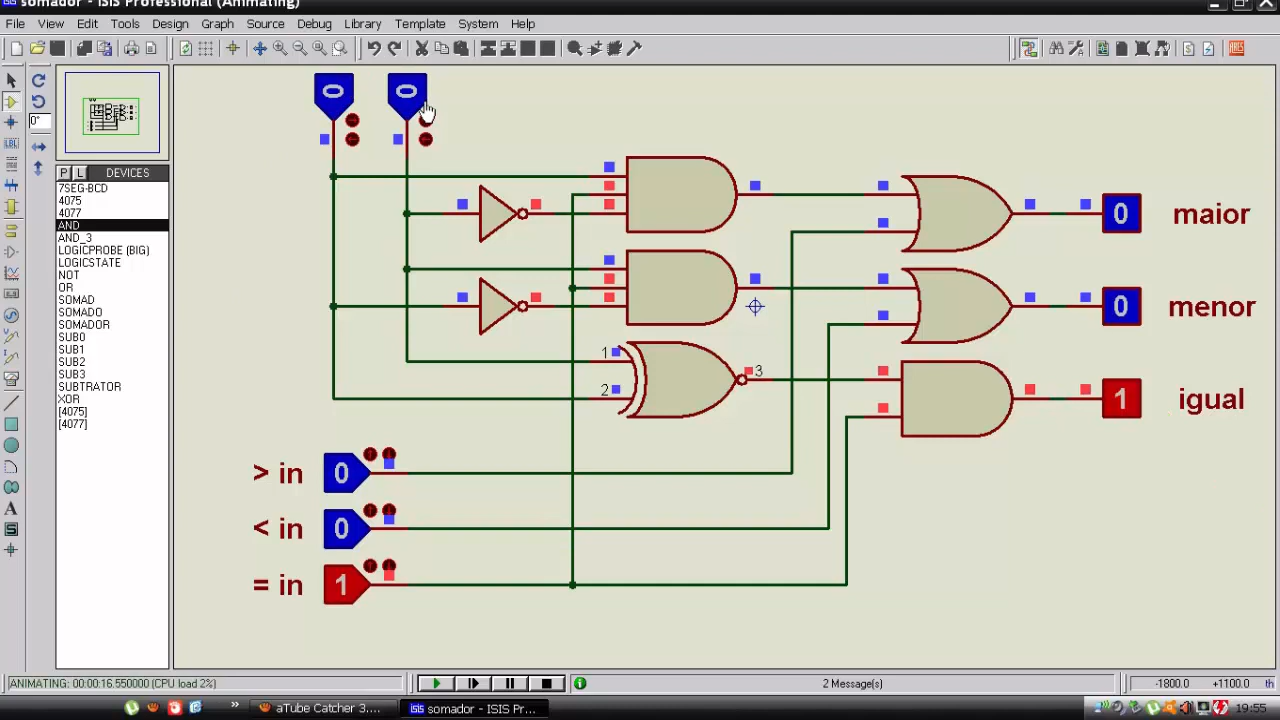 somador - ISIS Professional (Animating)
File View Edit Tools Design Graph Source Debug Library Template System Help
0 0
0°
LBL
P L DEVICES
7SEG-BCD
4075
4077
AND
AND_3
LOGICPROBE (BIG)
LOGICSTATE
NOT
OR
SOMAD
SOMADO
SOMADOR
SUB0
SUB1
SUB2
SUB3
SUBTRATOR
XOR
[4075]
[4077]
A
S
0 maior
0 menor
1
2
3
1 igual
> in 0
< in 0
= in 1
ANIMATING: 00:00:16.550000 (CPU load 2%)
2 Message(s)
-1800.0 +1100.0 th
aTube Catcher 3....
isis somador - ISIS Pr...
19:55